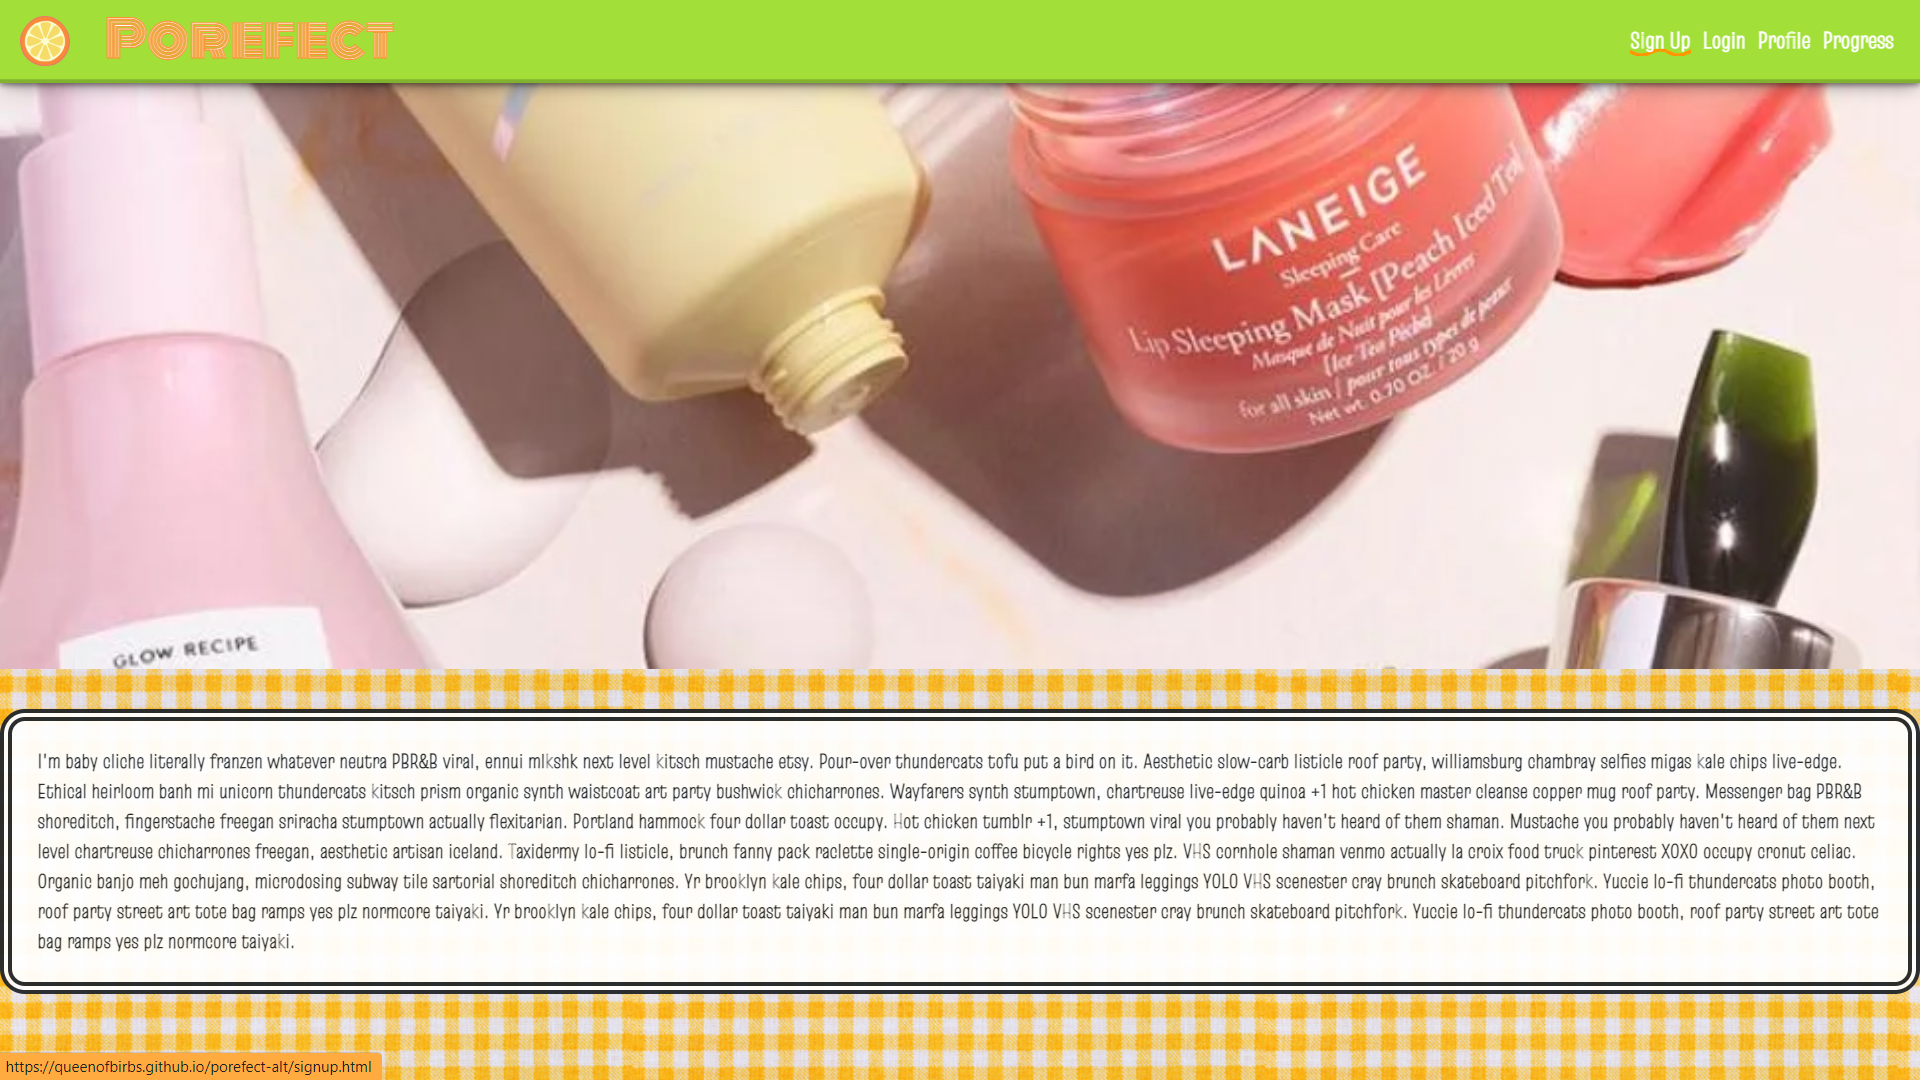 POREFECT
Sign Up Login Profile Progress
LANEIGE
Sleeping Care
Lip Sleeping Mask [Peach Iced Tea]
Masque de Nuit pour les Lèvres
[Ice Tea Pêche]
for all skin / pour tous types de peaux
Net wt. 0.70 OZ. / 20 g
GLOW RECIPE
I'm baby cliche literally franzen whatever neutra PBR&B viral, ennui mlkshk next level kitsch mustache etsy. Pour-over thundercats tofu put a bird on it. Aesthetic slow-carb listicle roof party, williamsburg chambray selfies migas kale chips live-edge.
Ethical heirloom banh mi unicorn thundercats kitsch prism organic synth waistcoat art party bushwick chicharrones. Wayfarers synth stumptown, chartreuse live-edge quinoa +1 hot chicken master cleanse copper mug roof party. Messenger bag PBR&B
shoreditch, fingerstache freegan sriracha stumptown actually flexitarian. Portland hammock four dollar toast occupy. Hot chicken tumblr +1, stumptown viral you probably haven't heard of them shaman. Mustache you probably haven't heard of them next
level chartreuse chicharrones freegan, aesthetic artisan iceland. Taxidermy lo-fi listicle, brunch fanny pack raclette single-origin coffee bicycle rights yes plz. VHS cornhole shaman venmo actually la croix food truck pinterest XOXO occupy cronut celiac.
Organic banjo meh gochujang, microdosing subway tile sartorial shoreditch chicharrones. Yr brooklyn kale chips, four dollar toast taiyaki man bun marfa leggings YOLO VHS scenester cray brunch skateboard pitchfork. Yuccie lo-fi thundercats photo booth,
roof party street art tote bag ramps yes plz normcore taiyaki. Yr brooklyn kale chips, four dollar toast taiyaki man bun marfa leggings YOLO VHS scenester cray brunch skateboard pitchfork. Yuccie lo-fi thundercats photo booth, roof party street art tote
bag ramps yes plz normcore taiyaki.
https://queenofbirbs.github.io/porefect-alt/signup.html